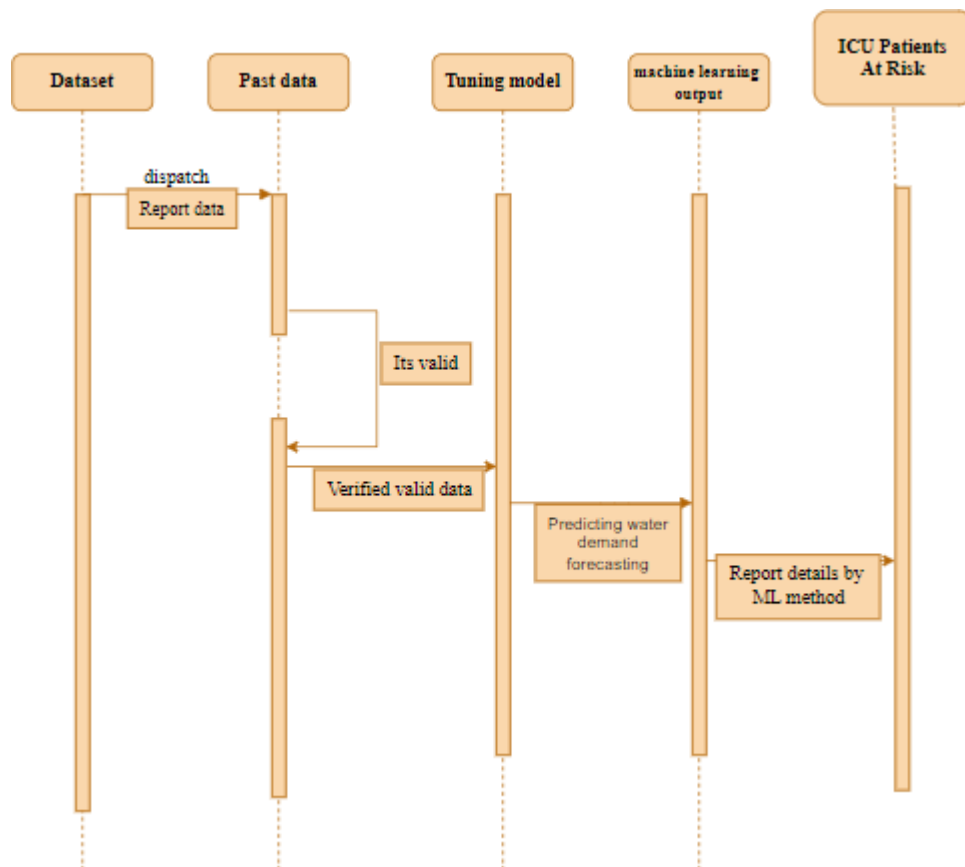 Dataset
Past data
Tuning model
machine learning
output
ICU Patients
At Risk
dispatch
Report data
Its valid
Verified valid data
Predicting water
demand
forecasting
Report details by
ML method